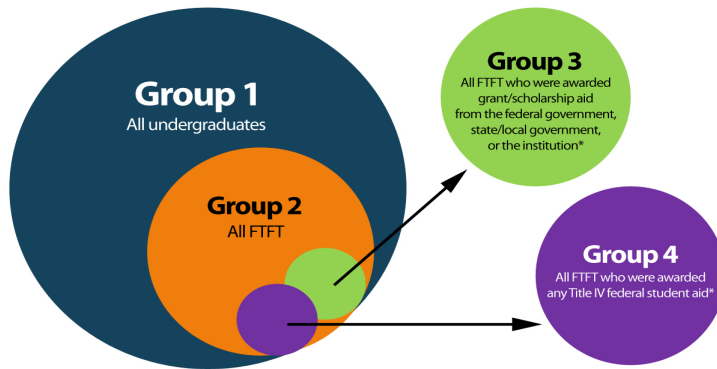 Group 1
All undergraduates
Group 2
All FTFT
Group 3
All FTFT who were awarded
grant/scholarship aid
from the federal government,
state/local government,
or the institution*
Group 4
All FTFT who were awarded
any Title IV federal student aid*